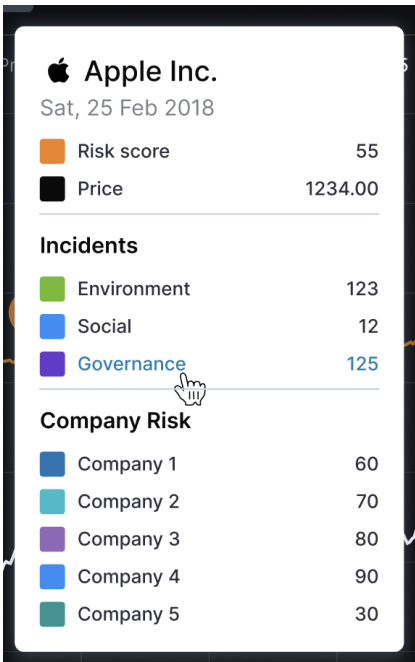 Apple Inc.
Sat, 25 Feb 2018
Risk score 55
Price 1234.00
Incidents
Environment 123
Social 12
Governance 125
Company Risk
Company 1 60
Company 2 70
Company 3 80
Company 4 90
Company 5 30